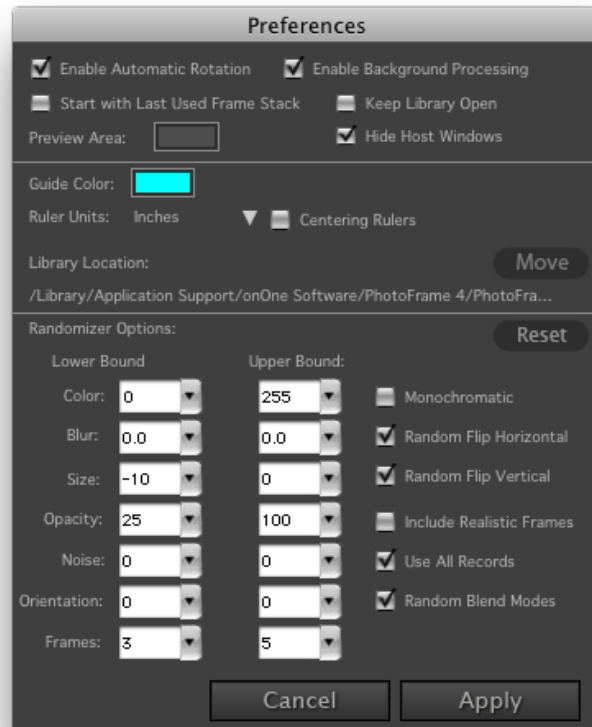 Preferences
Enable Automatic Rotation Enable Background Processing
Start with Last Used Frame Stack Keep Library Open
Preview Area: Hide Host Windows
Guide Color:
Ruler Units: Inches Centering Rulers
Library Location: Move
/Library/Application Support/onOne Software/PhotoFrame 4/PhotoFra...
Randomizer Options: Reset
Lower Bound Upper Bound:
Color: 0 255 Monochromatic
Blur: 0.0 0.0 Random Flip Horizontal
Size: -10 0 Random Flip Vertical
Opacity: 25 100 Include Realistic Frames
Noise: 0 0 Use All Records
Orientation: 0 0 Random Blend Modes
Frames: 3 5
Cancel Apply